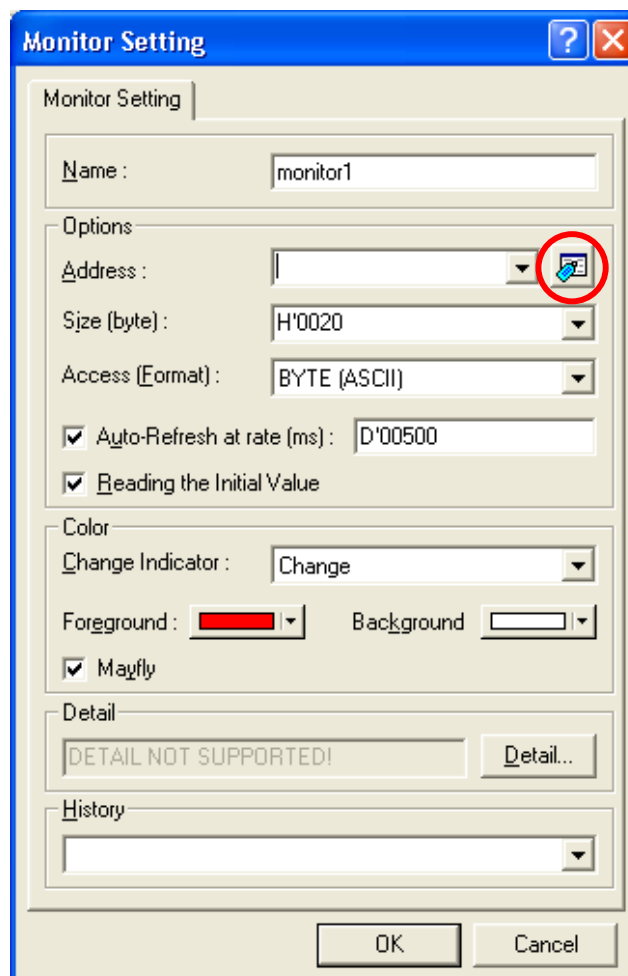 Monitor Setting
Monitor Setting
Name : monitor1
Options
Address :
Size (byte) : H'0020
Access (Format) : BYTE (ASCII)
Auto-Refresh at rate (ms) : D'00500
Reading the Initial Value
Color
Change Indicator : Change
Foreground : Background
Mayfly
Detail
DETAIL NOT SUPPORTED! Detail...
History
OK Cancel